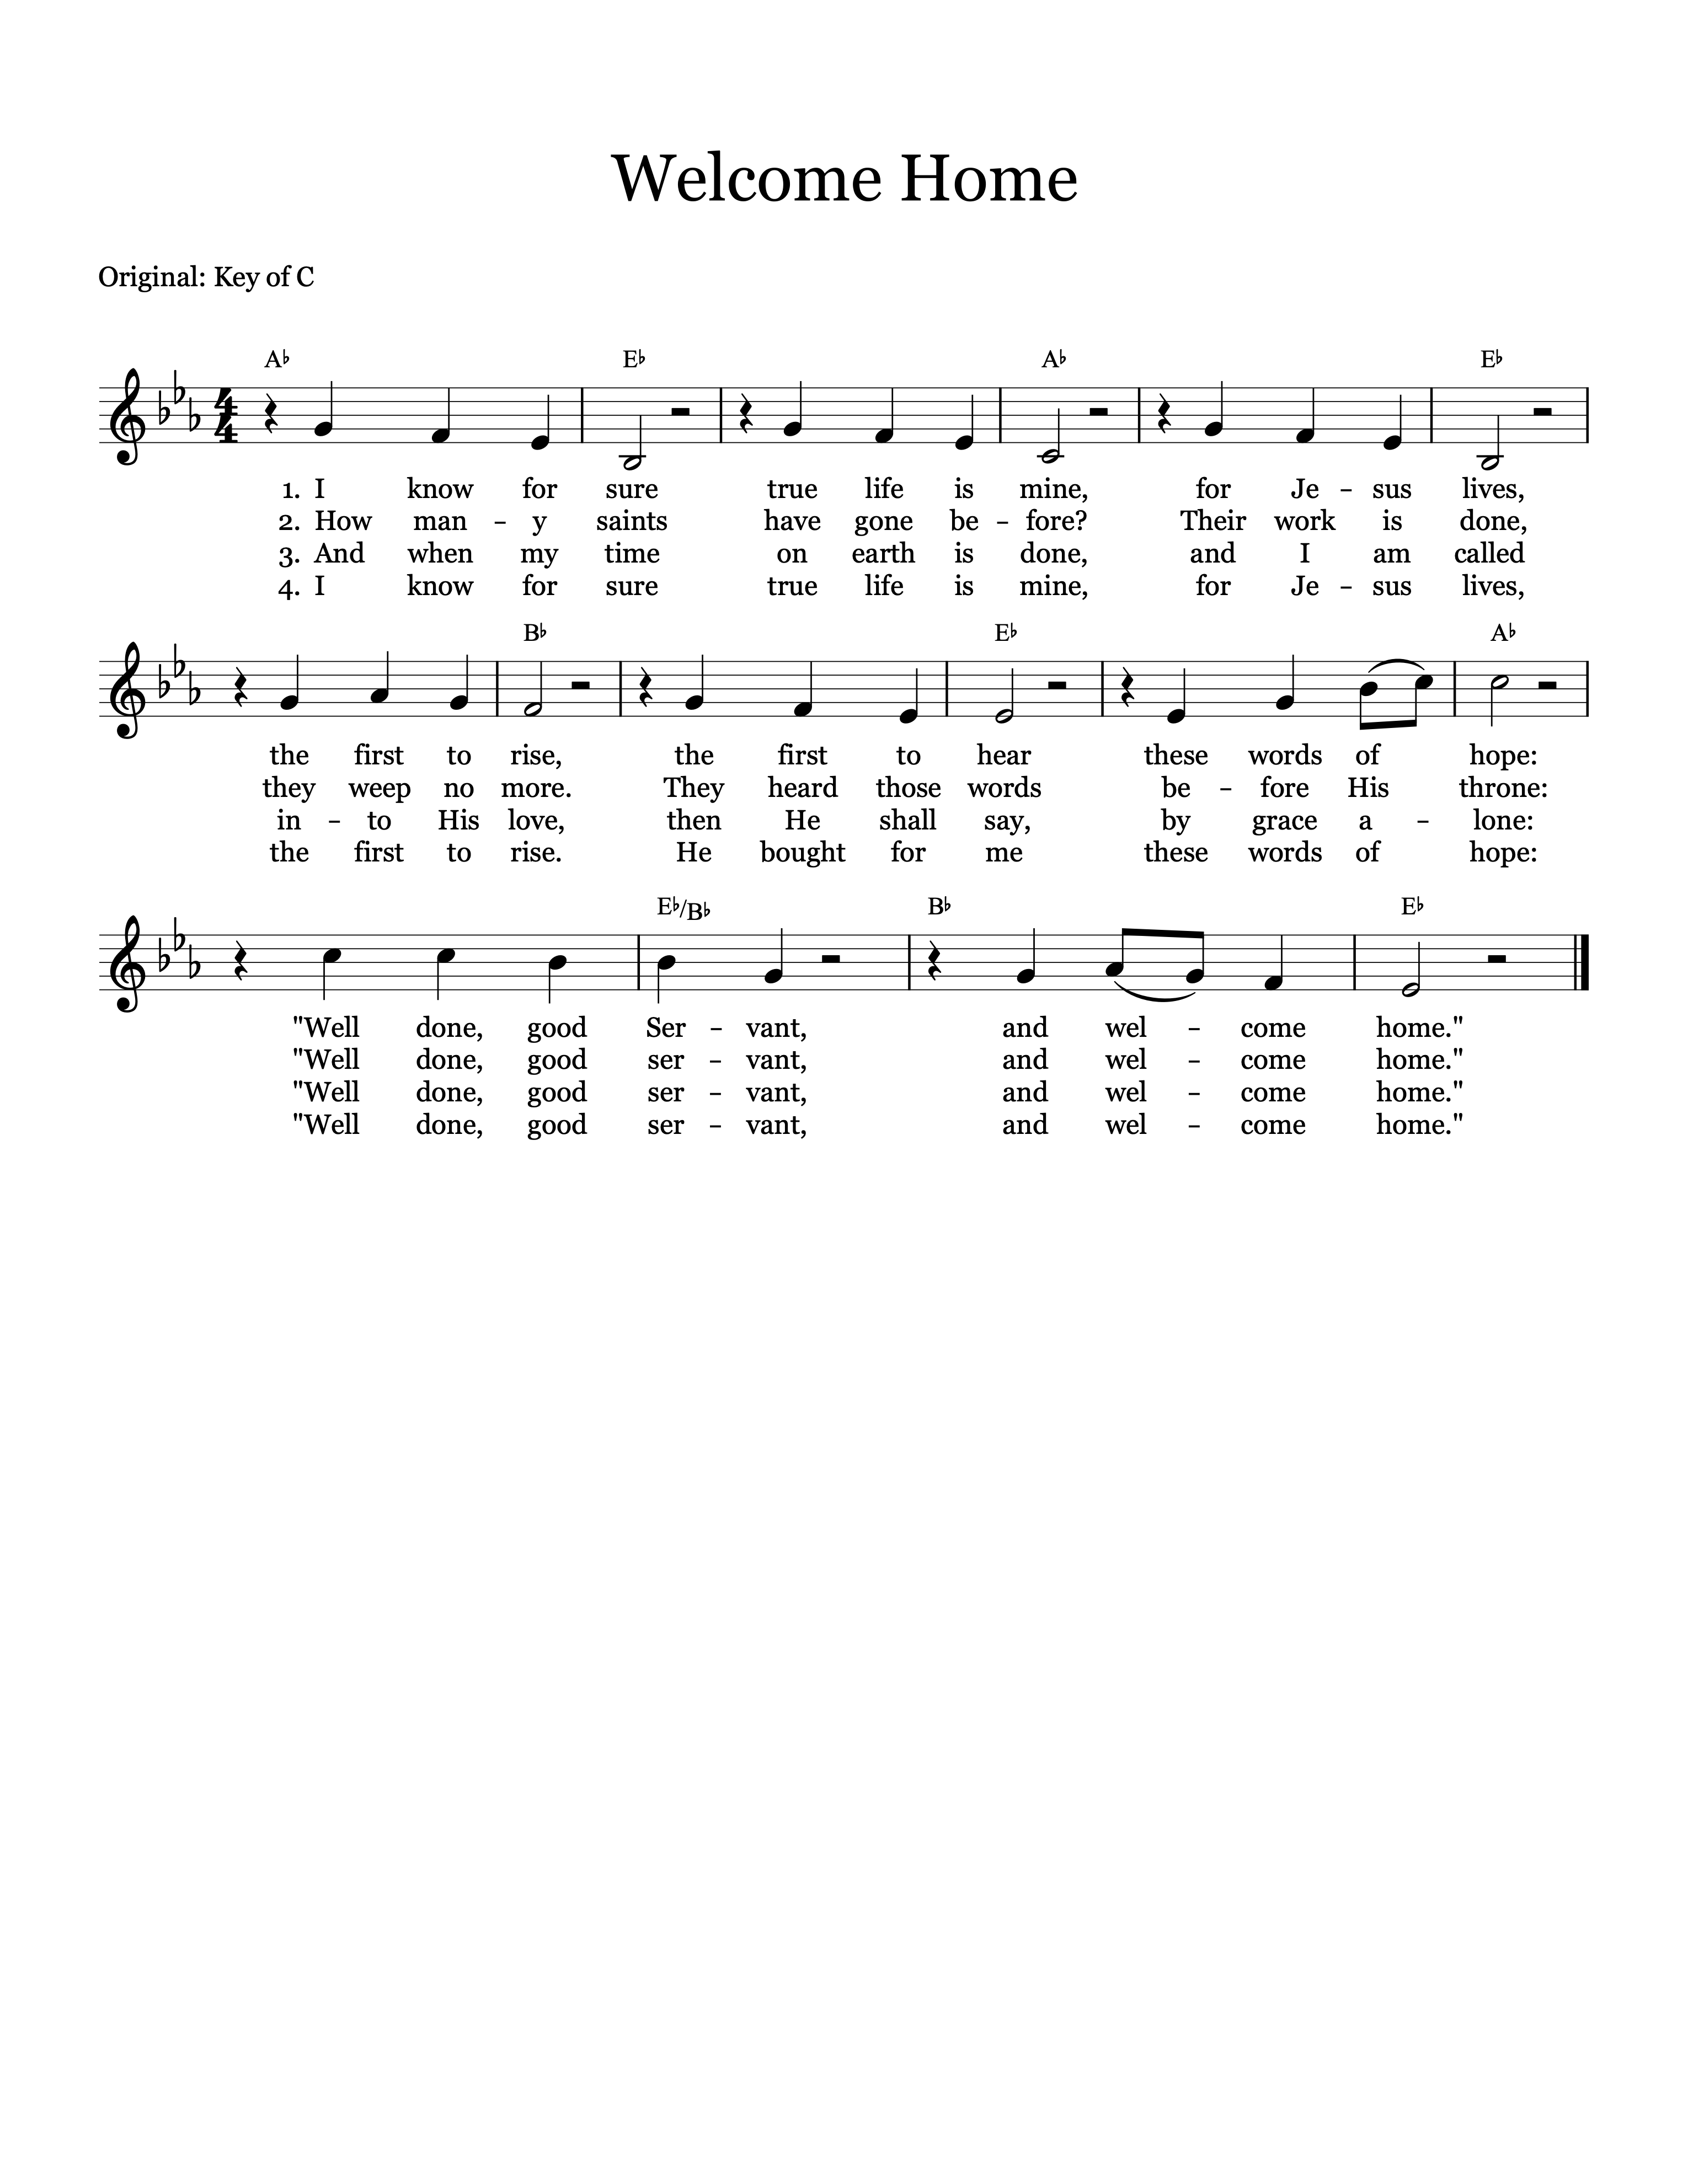 Welcome Home
Original: Key of C
A♭ E♭ A♭ E♭
1. I know for sure true life is mine, for Je - sus lives,
2. How man - y saints have gone be - fore? Their work is done,
3. And when my time on earth is done, and I am called
4. I know for sure true life is mine, for Je - sus lives,
B♭ E♭ A♭
the first to rise, the first to hear these words of hope:
they weep no more. They heard those words be - fore His throne:
in - to His love, then He shall say, by grace a - lone:
the first to rise. He bought for me these words of hope:
E♭/B♭ B♭ E♭
"Well done, good Ser - vant, and wel - come home."
"Well done, good ser - vant, and wel - come home."
"Well done, good ser - vant, and wel - come home."
"Well done, good ser - vant, and wel - come home."